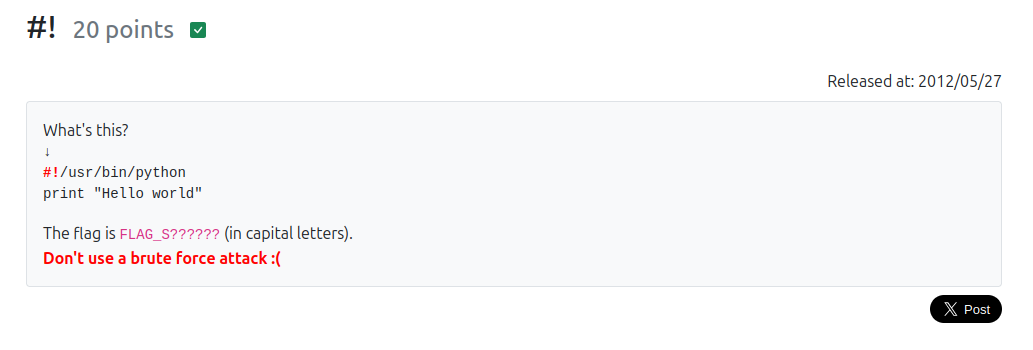 #! 20 points
Released at: 2012/05/27
What's this?
↓
#!/usr/bin/python
print "Hello world"
The flag is FLAG_S?????? (in capital letters).
Don't use a brute force attack :(
Post